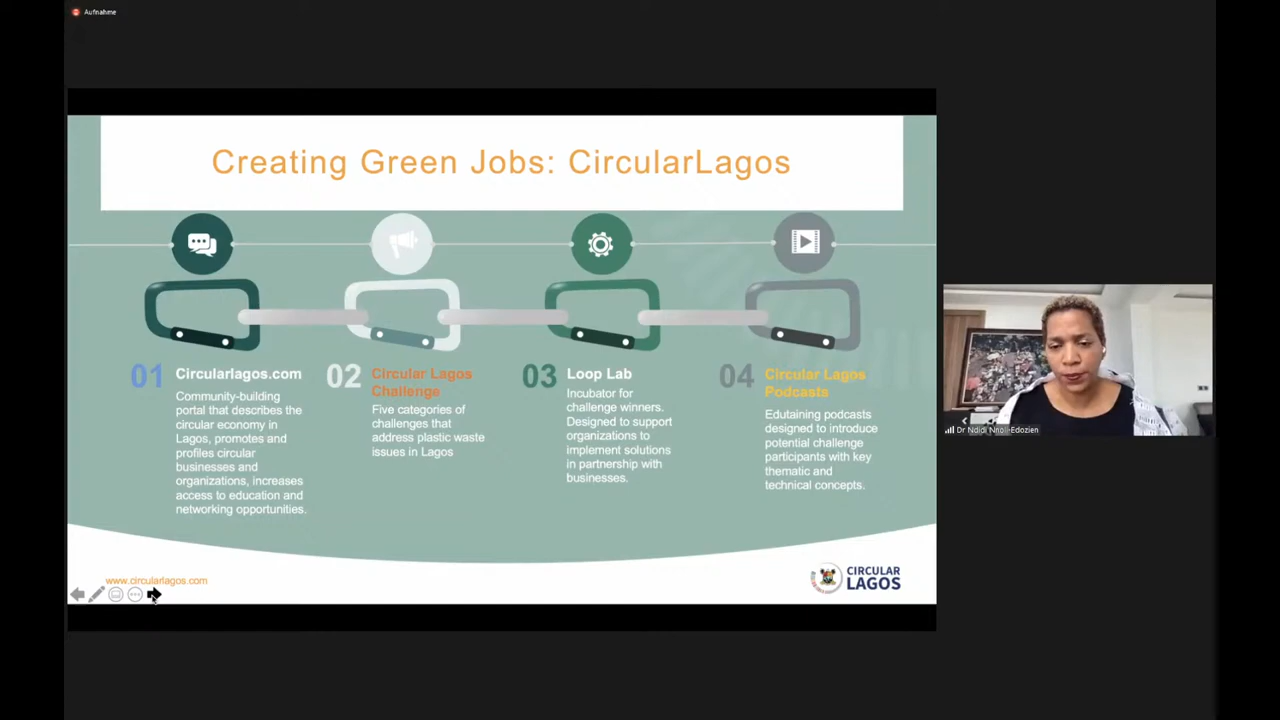 Aufnahme
Creating Green Jobs: CircularLagos
01
Circularlagos.com
Community-building
portal that describes the
circular economy in
Lagos, promotes and
profiles circular
businesses and
organizations, increases
access to education and
networking opportunities.
02
Circular Lagos
Challenge
Five categories of
challenges that
address plastic waste
issues in Lagos
03
Loop Lab
Incubator for
challenge winners.
Designed to support
organizations to
implement solutions
in partnership with
businesses.
04
Circular Lagos
Podcasts
Edutaining podcasts
designed to introduce
potential challenge
participants with key
thematic and
technical concepts.
www.circularlagos.com
CIRCULAR
LAGOS
Dr Ndidi Nnoli-Edozien